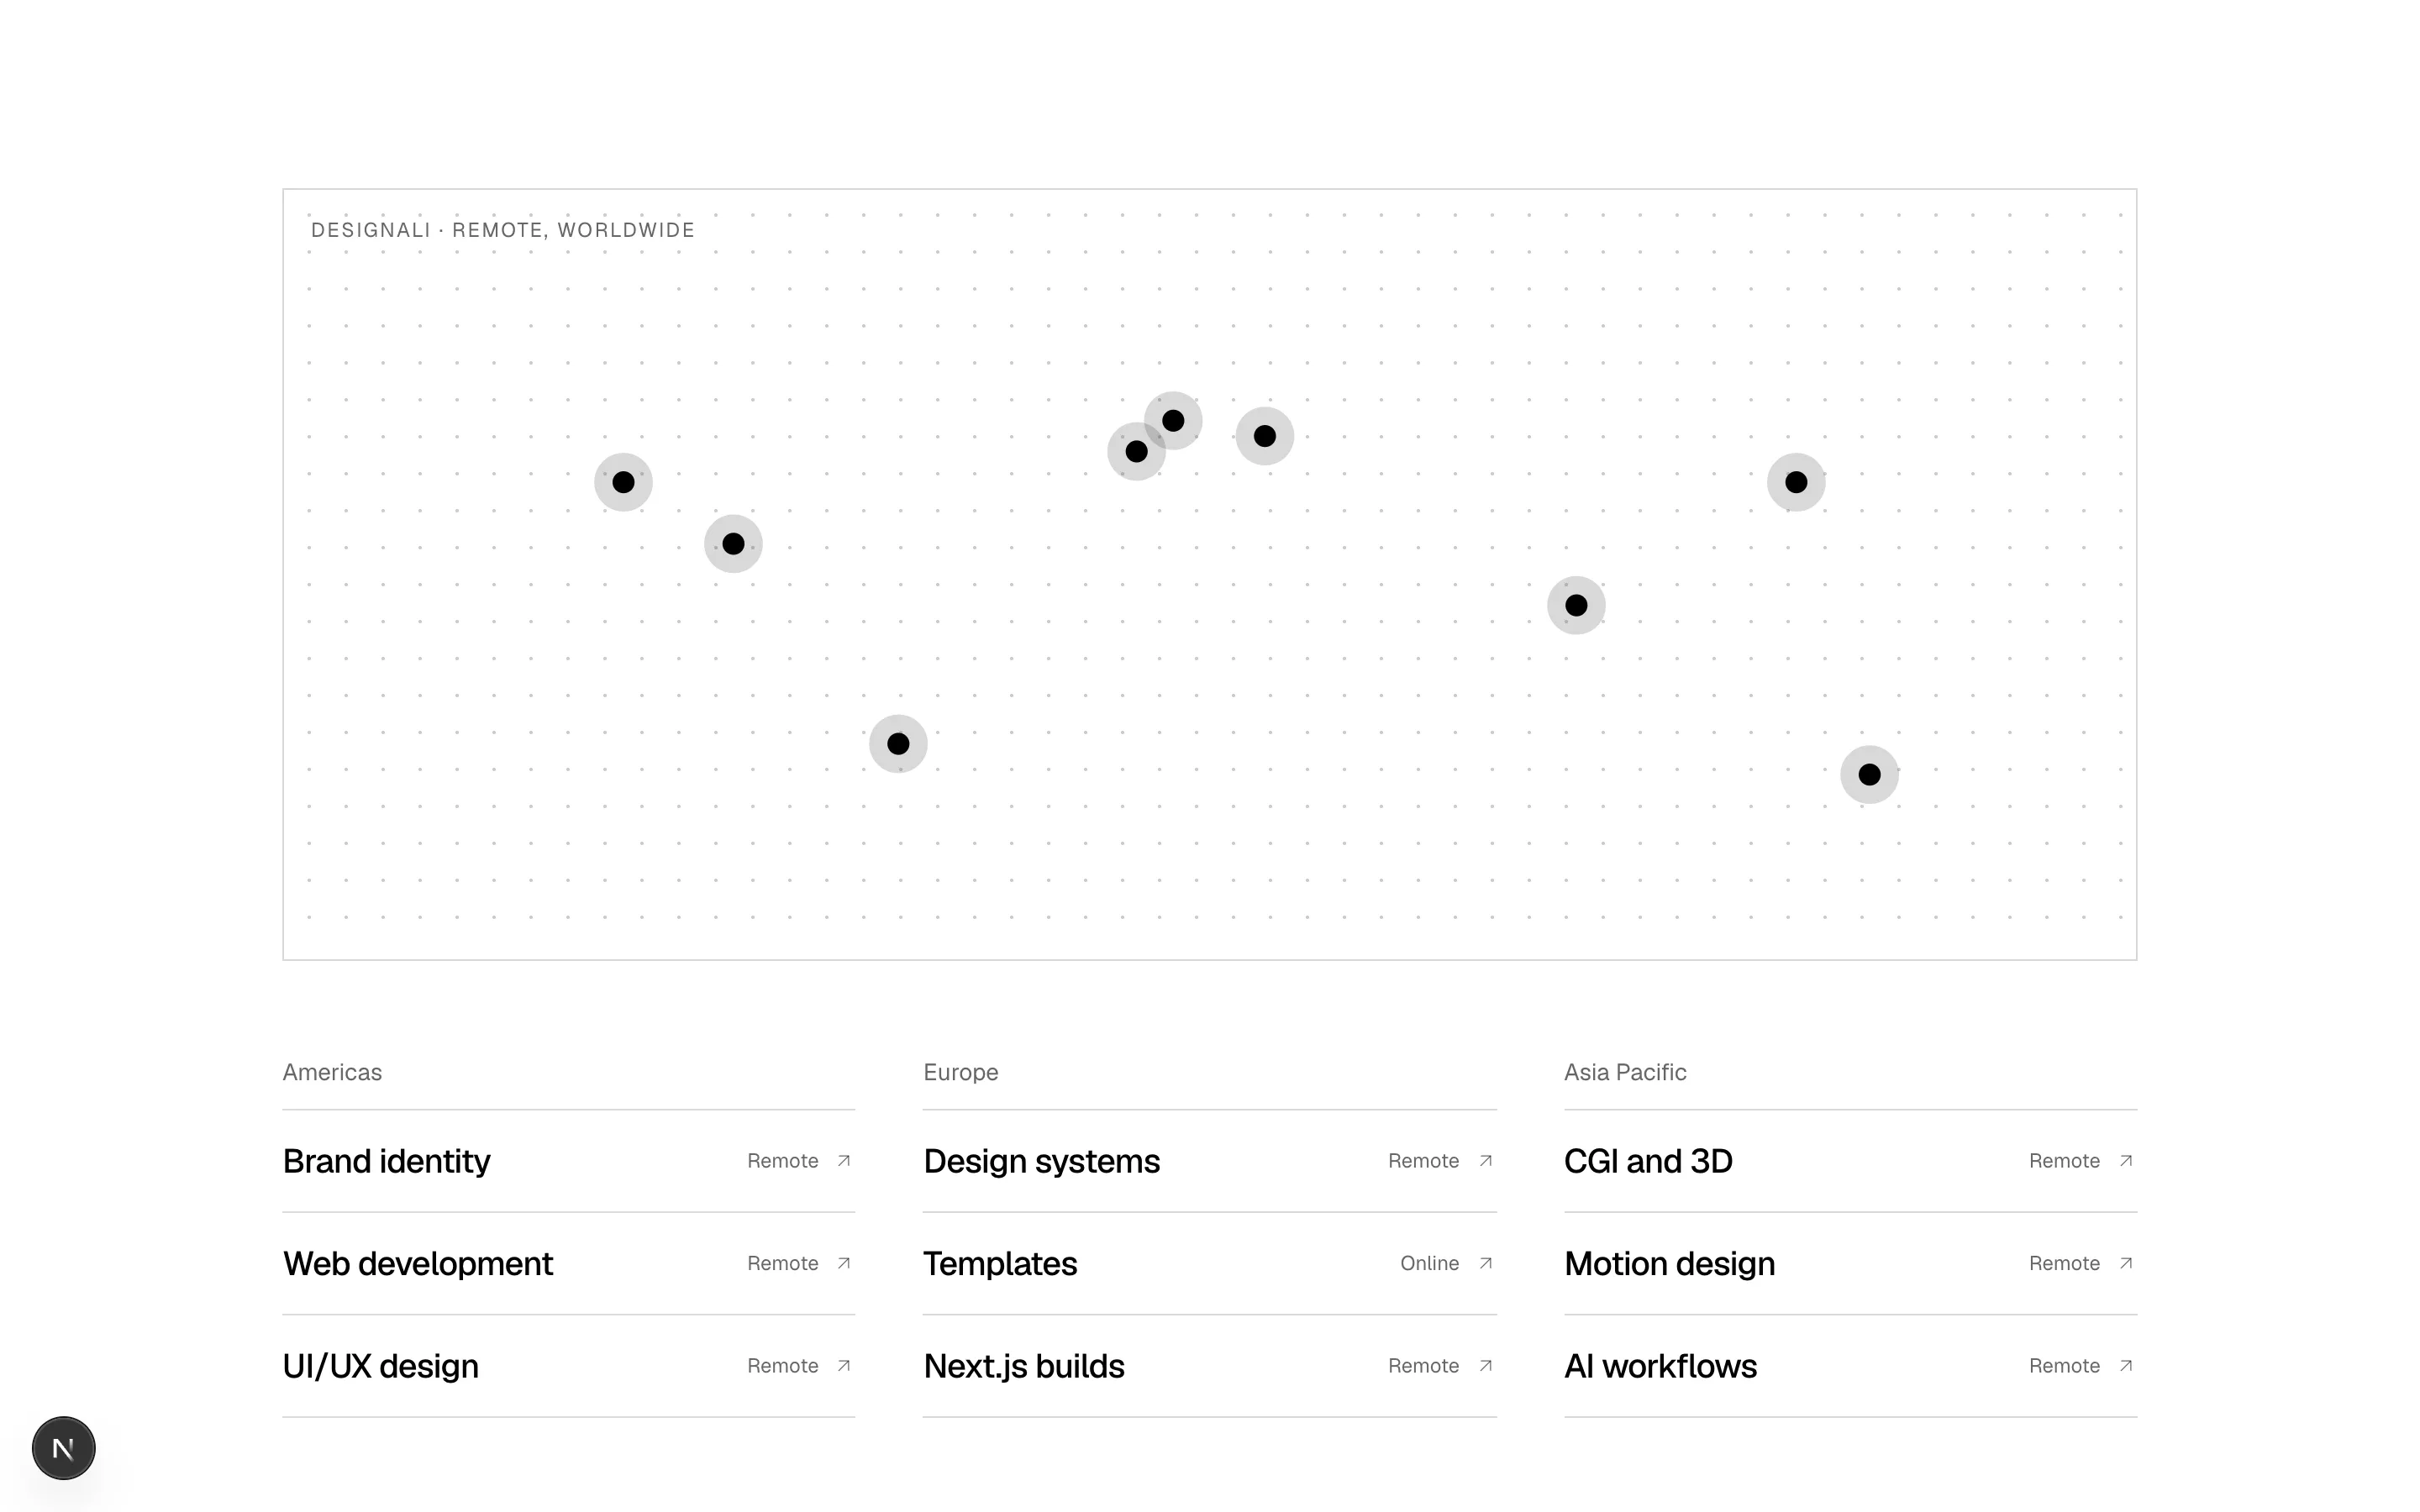 DESIGNALI · REMOTE, WORLDWIDE
Americas
Brand identity Remote
Web development Remote
UI/UX design Remote
Europe
Design systems Remote
Templates Online
Next.js builds Remote
Asia Pacific
CGI and 3D Remote
Motion design Remote
AI workflows Remote
N